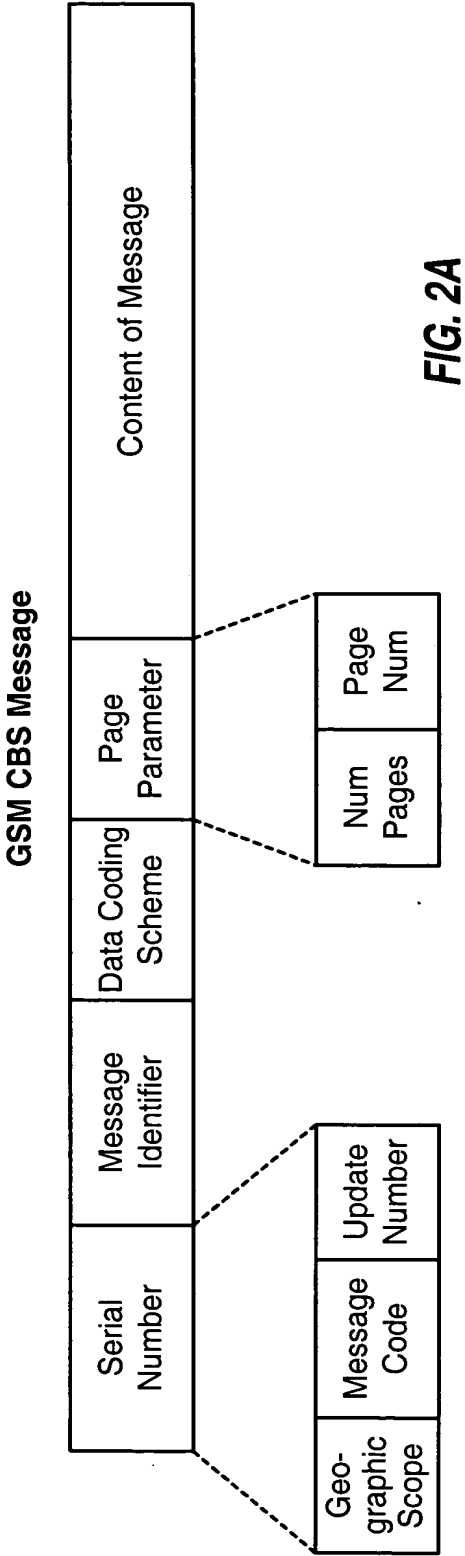 GSM CBS Message
Serial
Number
Message
Identifier
Data Coding
Scheme
Page
Parameter
Content of Message
Geo-
graphic
Scope
Message
Code
Update
Number
Num
Pages
Page
Num
FIG. 2A